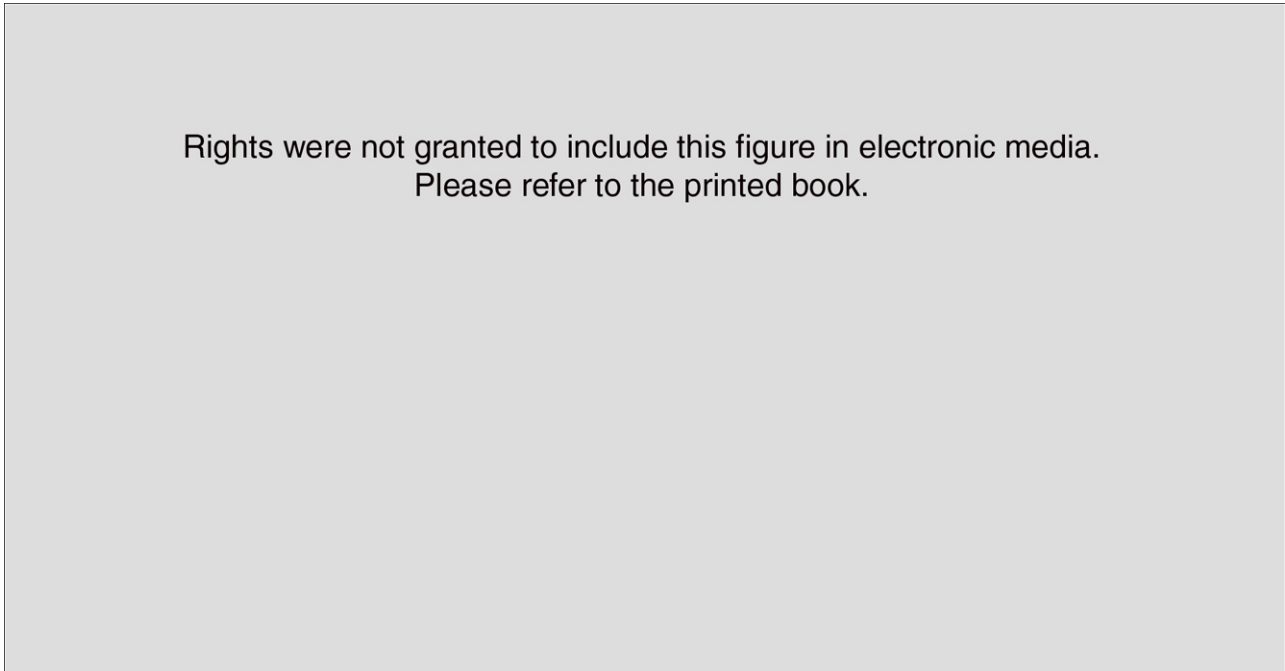 Rights were not granted to include this figure in electronic media.
Please refer to the printed book.